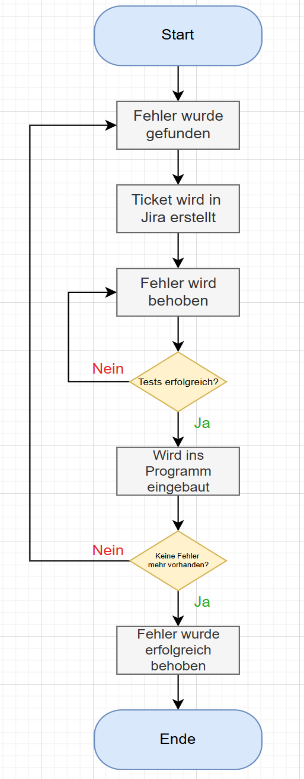 Start
Fehler wurde
gefunden
Ticket wird in
Jira erstellt
Fehler wird
behoben
Nein
Tests erfolgreich?
Ja
Wird ins
Programm
eingebaut
Nein
Keine Fehler
mehr vorhanden?
Ja
Fehler wurde
erfolgreich
behoben
Ende